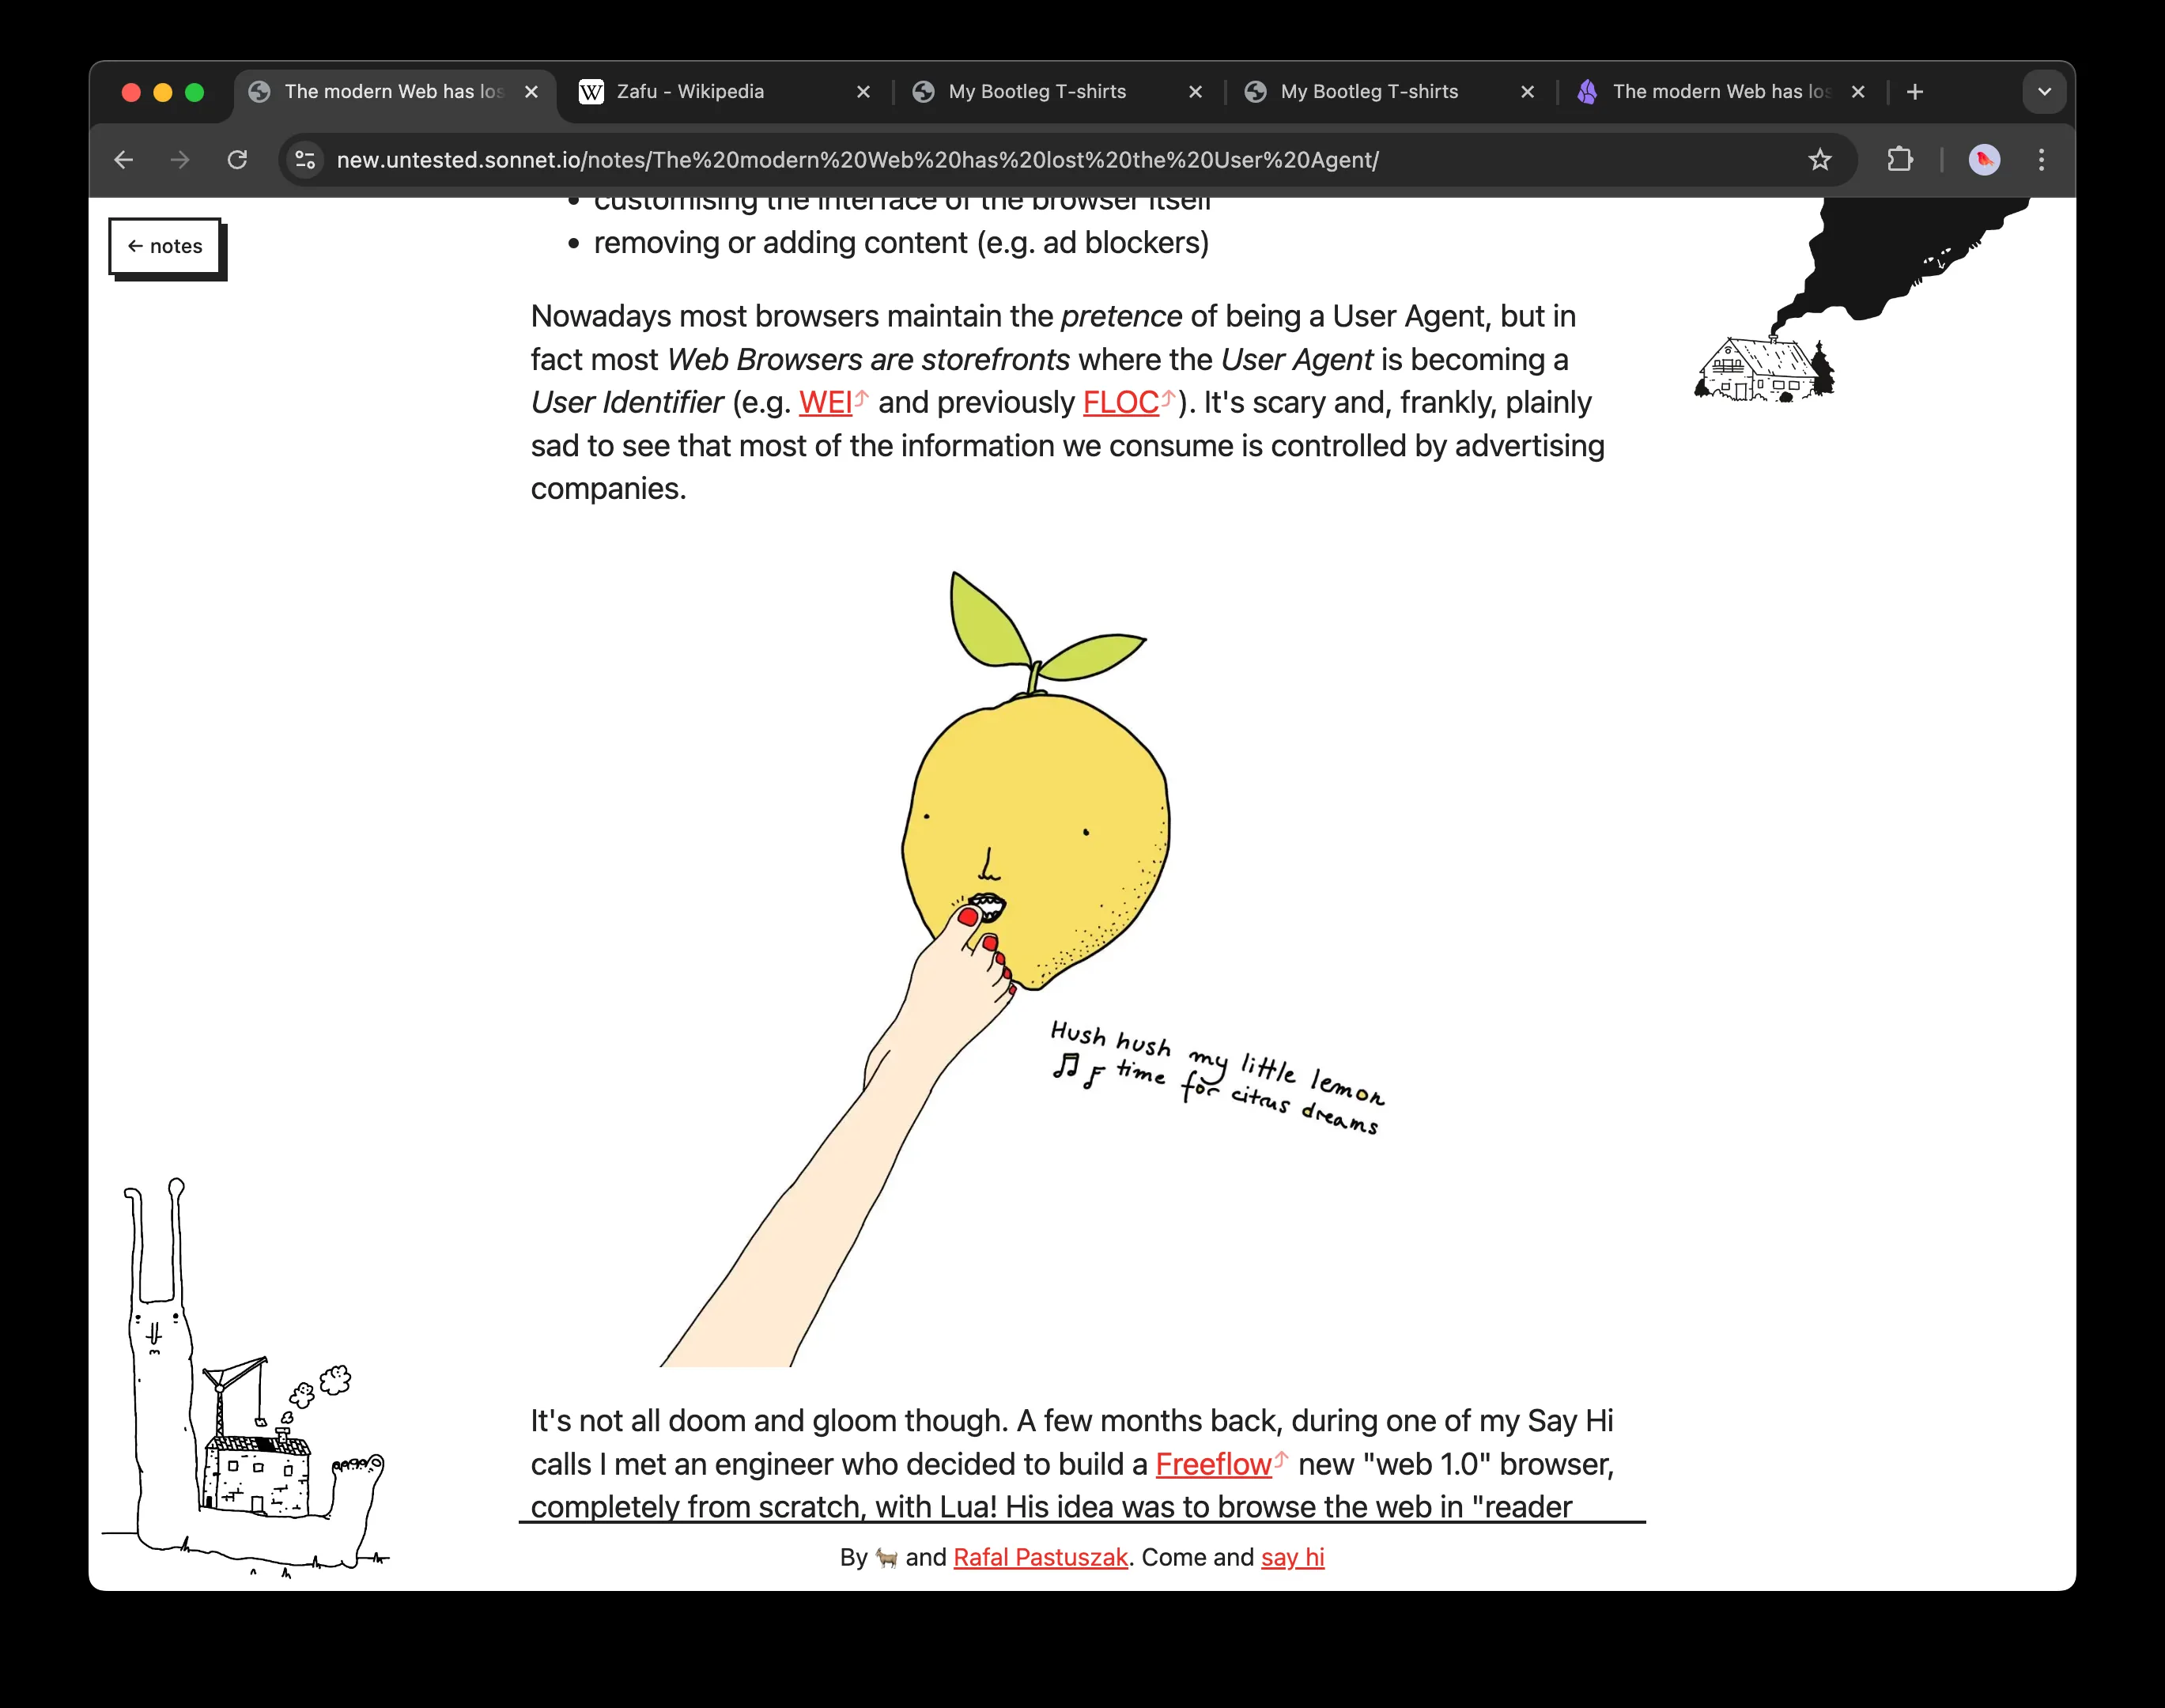 The modern Web has los
Zafu - Wikipedia
My Bootleg T-shirts
My Bootleg T-shirts
The modern Web has los
new.untested.sonnet.io/notes/The%20modern%20Web%20has%20lost%20the%20User%20Agent/
← notes
• customising the interface of the browser itself
• removing or adding content (e.g. ad blockers)
Nowadays most browsers maintain the pretence of being a User Agent, but in
fact most Web Browsers are storefronts where the User Agent is becoming a
User Identifier (e.g. WEI⤴ and previously FLOC⤴). It's scary and, frankly, plainly
sad to see that most of the information we consume is controlled by advertising
companies.
Hush hush my little lemon
♫ time for citrus dreams
It's not all doom and gloom though. A few months back, during one of my Say Hi
calls I met an engineer who decided to build a Freeflow⤴ new "web 1.0" browser,
completely from scratch, with Lua! His idea was to browse the web in "reader
By 🐐 and Rafal Pastuszak. Come and say hi